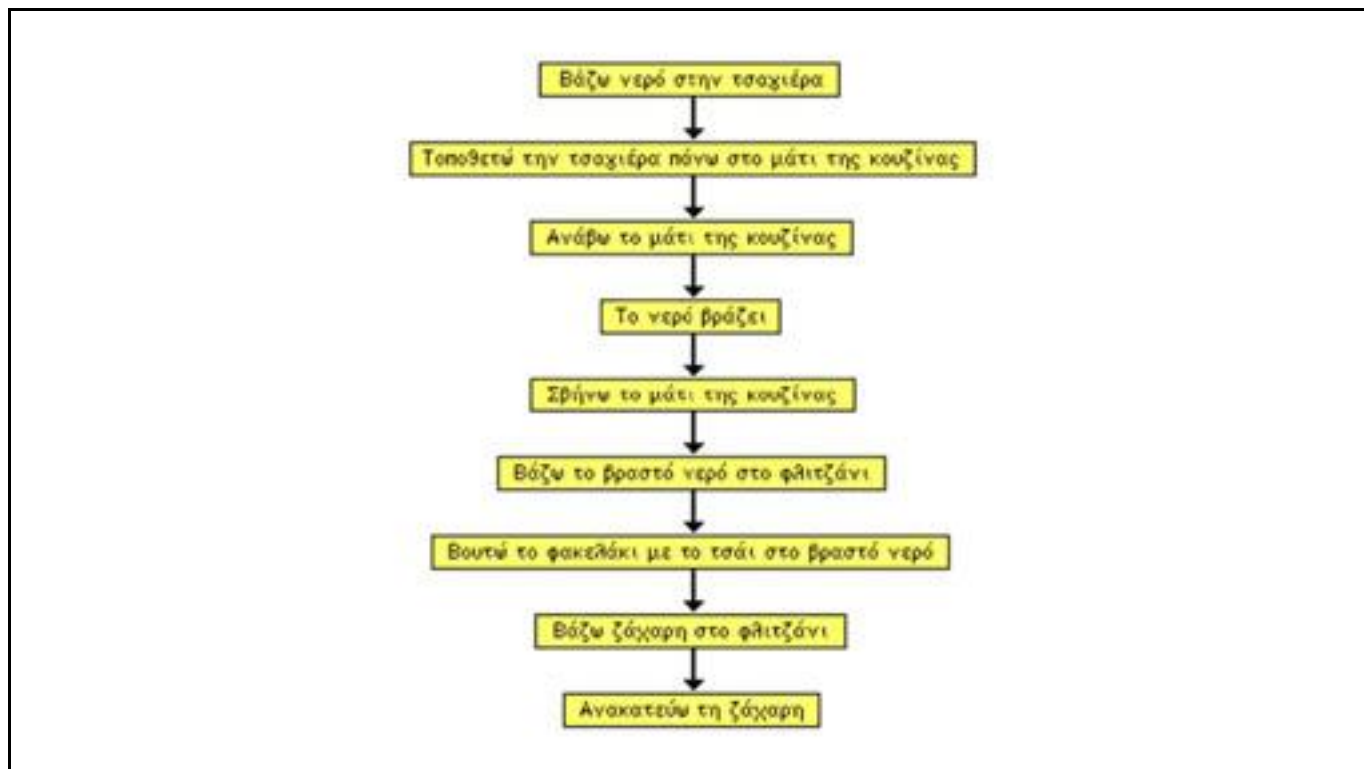 Βάζω νερό στην τσαγιέρα
Τοποθετώ την τσαγιέρα πάνω στο μάτι της κουζίνας
Ανάβω το μάτι της κουζίνας
Το νερό βράζει
Σβήνω το μάτι της κουζίνας
Βάζω το βραστό νερό στο φλιτζάνι
Βουτώ το φακελάκι με το τσάι στο βραστό νερό
Βάζω ζάχαρη στο φλιτζάνι
Ανακατεύω τη ζάχαρη